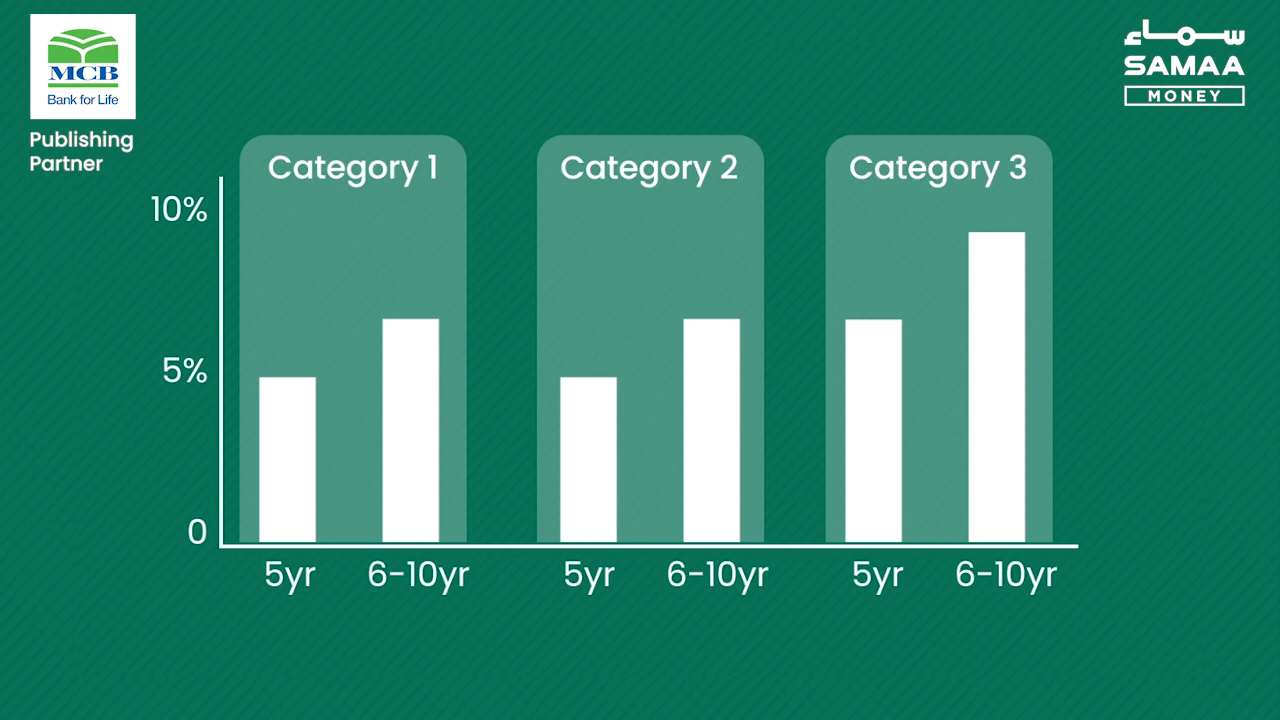 MCB
Bank for Life
Publishing
Partner
سماء
SAMAA
MONEY
Category 1
Category 2
Category 3
10%
5%
0
5yr
6-10yr
5yr
6-10yr
5yr
6-10yr